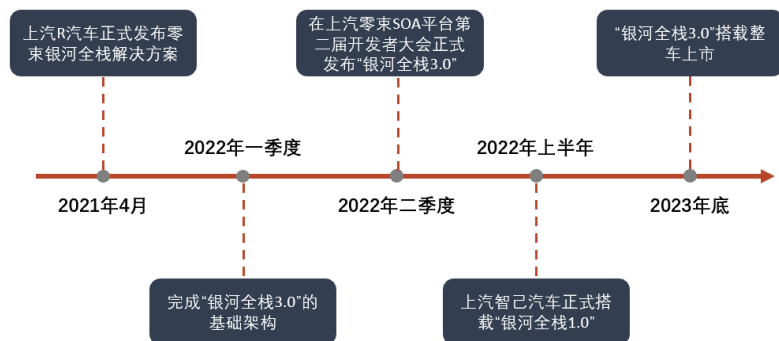 上汽R汽车正式发布零
束银河全栈解决方案
在上汽零束SOA平台第
二届开发者大会正式
发布“银河全栈3.0”
“银河全栈3.0”搭载整
车上市
2022年一季度
2022年上半年
2021年4月
2022年二季度
2023年底
完成“银河全栈3.0”的
基础架构
上汽智己汽车正式搭
载“银河全栈1.0”